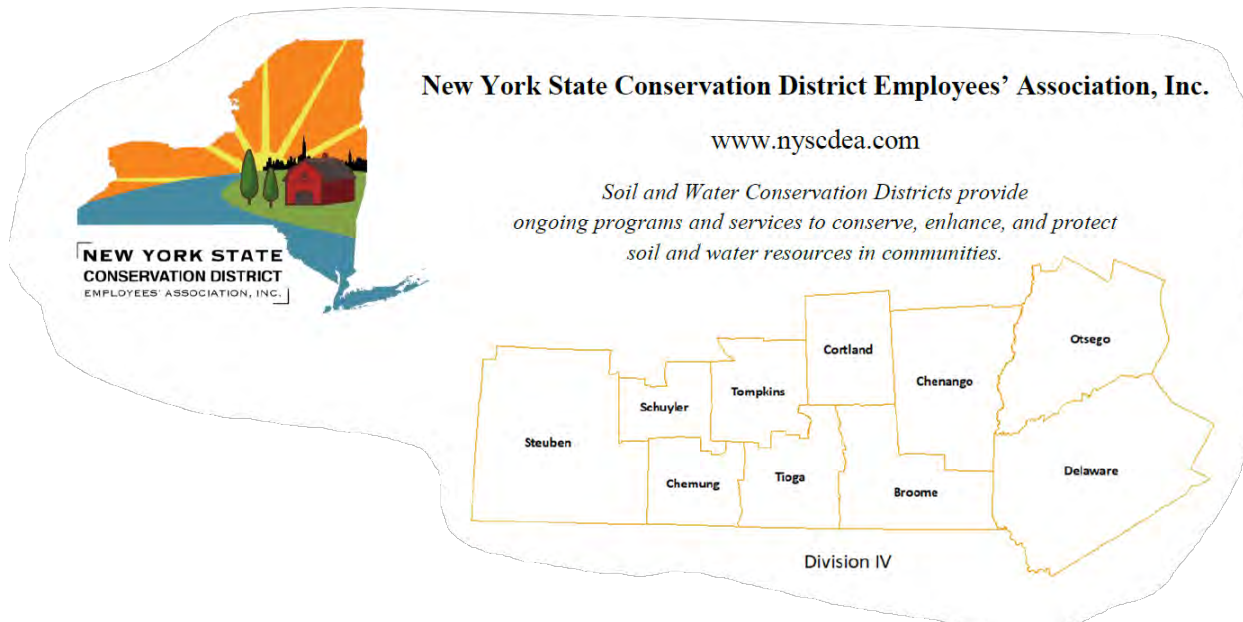 New York State Conservation District Employees’ Association, Inc.
www.nyscdea.com
Soil and Water Conservation Districts provide
ongoing programs and services to conserve, enhance, and protect
soil and water resources in communities.
NEW YORK STATE
CONSERVATION DISTRICT
EMPLOYEES' ASSOCIATION, INC.
Otsego
Cortland
Chenango
Tompkins
Schuyler
Steuben
Delaware
Tioga
Chemung
Broome
Division IV